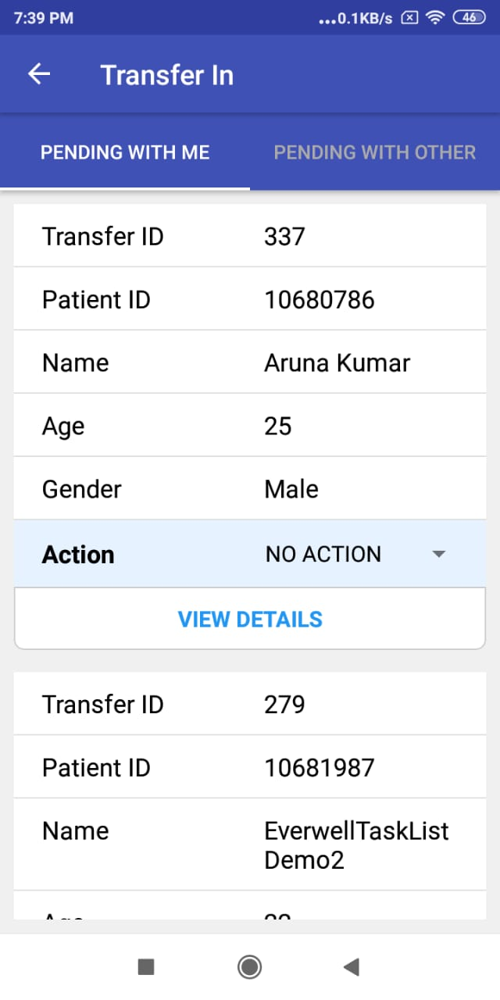 7:39 PM ...0.1KB/s 46
Transfer In
PENDING WITH ME PENDING WITH OTHER
Transfer ID 337
Patient ID 10680786
Name Aruna Kumar
Age 25
Gender Male
Action NO ACTION
VIEW DETAILS
Transfer ID 279
Patient ID 10681987
Name EverwellTaskList
Demo2